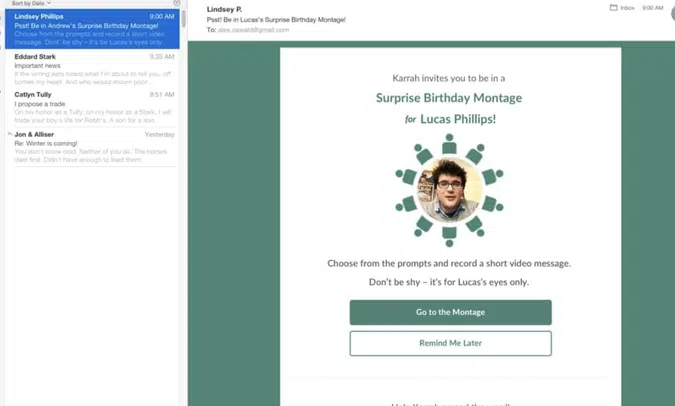 Sort by Date
Lindsey Phillips 9:00 AM
Psst! Be in Andrew's Surprise Birthday Montage!
Choose from the prompts and record a short video
message. Don't be shy – it's for Lucas's eyes only.
Eddard Stark 8:35 AM
Important news
If the wrong ears heard what I'm about to tell you, off
comes my head. And who would mourn poor
Catlyn Tully 8:51 AM
I propose a trade
On my honor as a Tully, on my honor as a Stark, I will
trade your boy's life for Robb's. A son for a son.
Jon & Alliser Yesterday
Re: Winter is coming!
You don't know cold. Neither of you do. The horses
died first. Didn't have enough to feed them.
Lindsey P.
Psst! Be in Lucas's Surprise Birthday Montage!
To: alex.oswald@gmail.com
Inbox 9:00 AM
Karrah invites you to be in a
Surprise Birthday Montage
for Lucas Phillips!
Choose from the prompts and record a short video message.
Don't be shy – it's for Lucas's eyes only.
Go to the Montage
Remind Me Later